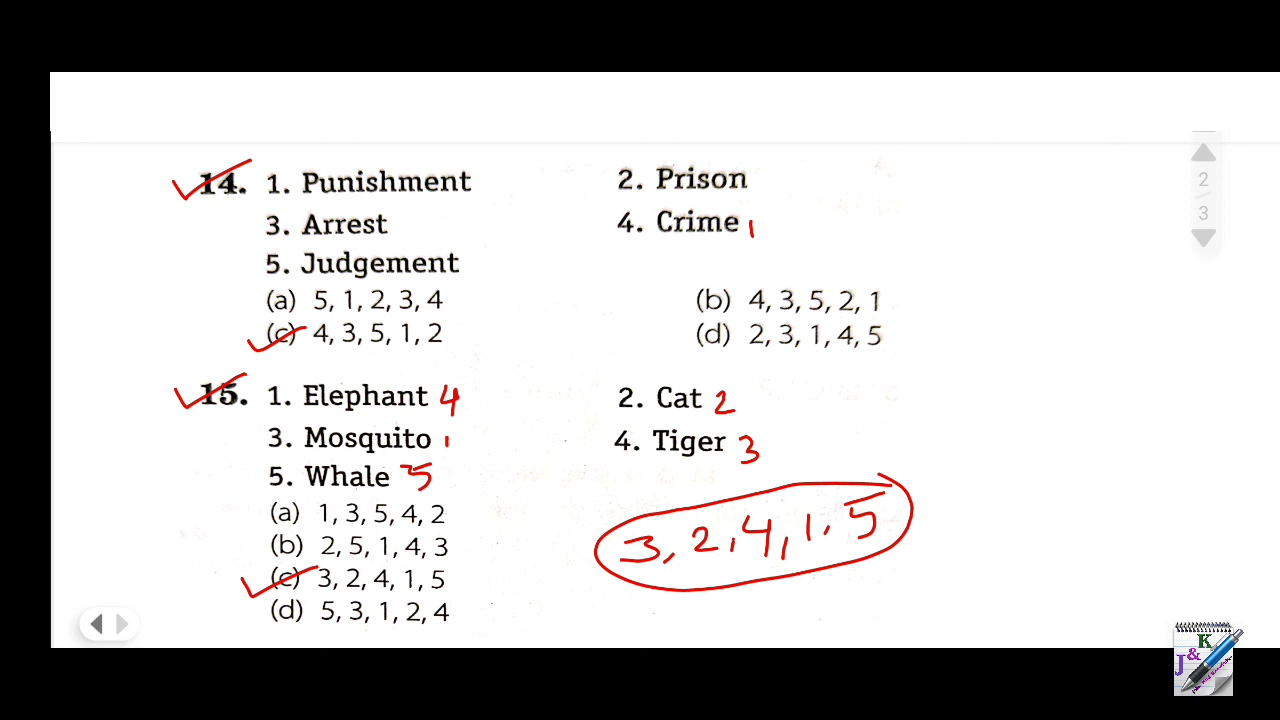 14. 1. Punishment 2. Prison
3. Arrest 4. Crime 1
5. Judgement
(a) 5, 1, 2, 3, 4 (b) 4, 3, 5, 2, 1
(c) 4, 3, 5, 1, 2 (d) 2, 3, 1, 4, 5
15. 1. Elephant 4 2. Cat 2
3. Mosquito 1 4. Tiger 3
5. Whale 5
(a) 1, 3, 5, 4, 2
(b) 2, 5, 1, 4, 3
3, 2, 4, 1, 5
(c) 3, 2, 4, 1, 5
(d) 5, 3, 1, 2, 4
2
3
J&K